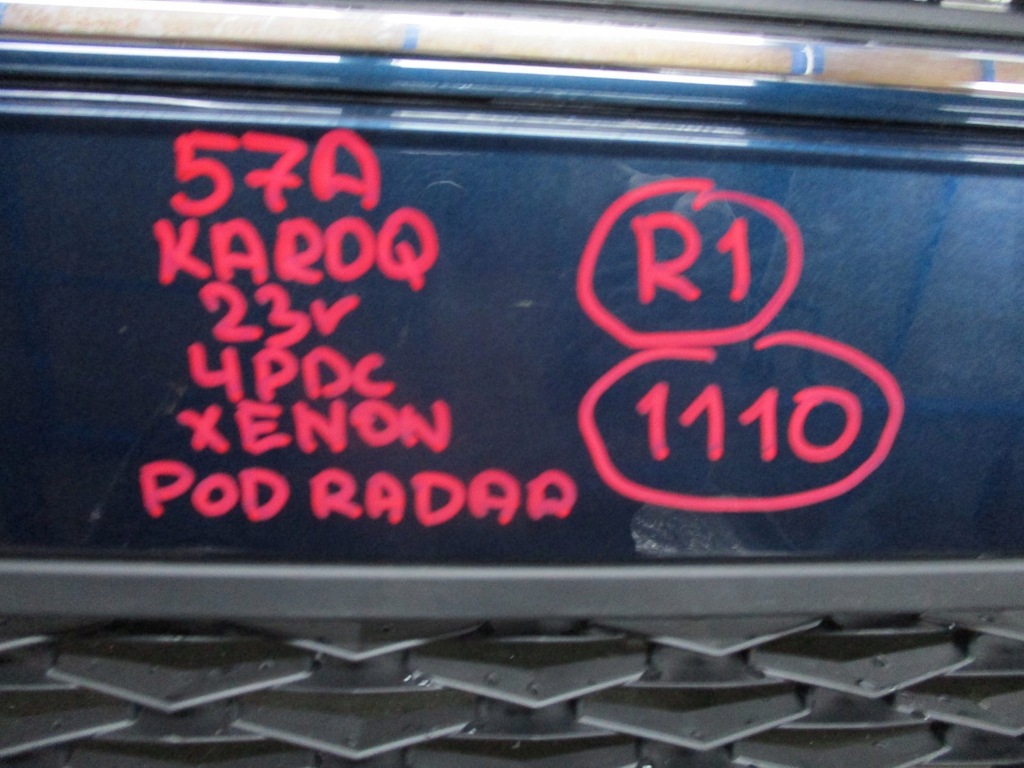 57A
KAROQ
23r
4PDC
XENON
POD RADAR
R1
1110